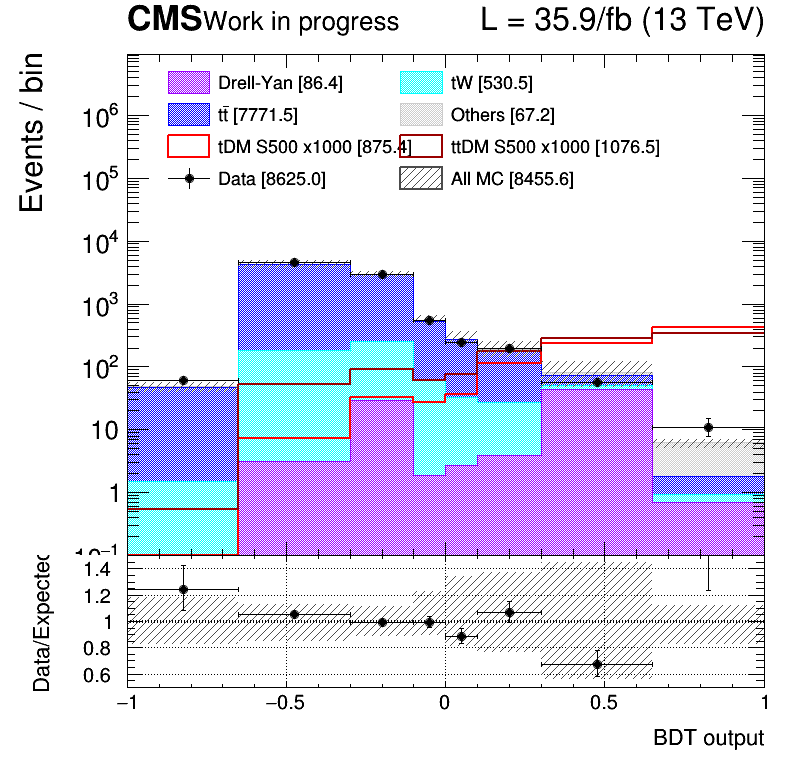 CMS Work in progress L = 35.9/fb (13 TeV)
Events / bin
Drell-Yan [86.4] tW [530.5]
tt̄ [7771.5] Others [67.2]
tDM S500 x1000 [875.4] ttDM S500 x1000 [1076.5]
Data [8625.0] All MC [8455.6]
10⁶
10⁵
10⁴
10³
10²
10
1
10⁻¹
Data/Expected
1.4
1.2
1
0.8
0.6
−1 −0.5 0 0.5 1
BDT output